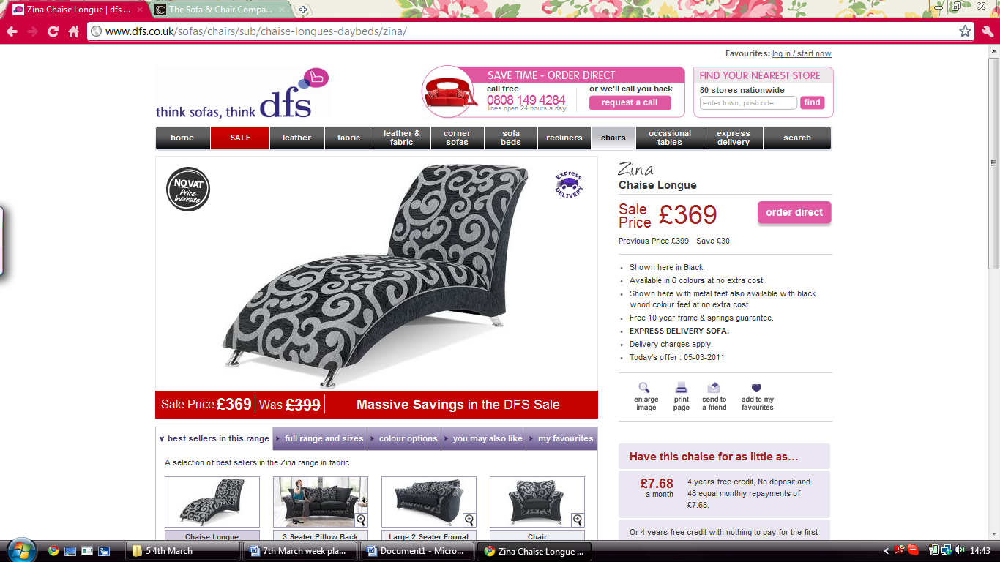 Zina Chaise Longue | dfs ...
The Sofa & Chair Compa...
www.dfs.co.uk/sofas/chairs/sub/chaise-longues-daybeds/zina/
Favourites: log in / start now
think sofas, think dfs
SAVE TIME - ORDER DIRECT
call free
0808 149 4284
lines open 24 hours a day
or we'll call you back
request a call
FIND YOUR NEAREST STORE
80 stores nationwide
enter town, postcode
find
home
SALE
leather
fabric
leather &
fabric
corner
sofas
sofa
beds
recliners
chairs
occasional
tables
express
delivery
search
NO VAT
Price
Increase
Express
DELIVERY
Zina
Chaise Longue
Sale
Price
£369
order direct
Previous Price £399 Save £30
• Shown here in Black.
• Available in 6 colours at no extra cost.
• Shown here with metal feet also available with black
wood colour feet at no extra cost.
• Free 10 year frame & springs guarantee.
• EXPRESS DELIVERY SOFA.
• Delivery charges apply.
• Today's offer : 05-03-2011
enlarge
image
print
page
send to
a friend
add to my
favourites
Sale Price £369 Was £399 Massive Savings in the DFS Sale
best sellers in this range
full range and sizes
colour options
you may also like
my favourites
A selection of best sellers in the Zina range in fabric
Chaise Longue
3 Seater Pillow Back
Large 2 Seater Formal
Chair
Have this chaise for as little as…
£7.68
a month
4 years free credit, No deposit and
48 equal monthly repayments of
£7.68.
Or 4 years free credit with nothing to pay for the first
5 4th March
7th March week pla...
Document1 - Micro...
Zina Chaise Longue ...
14:43